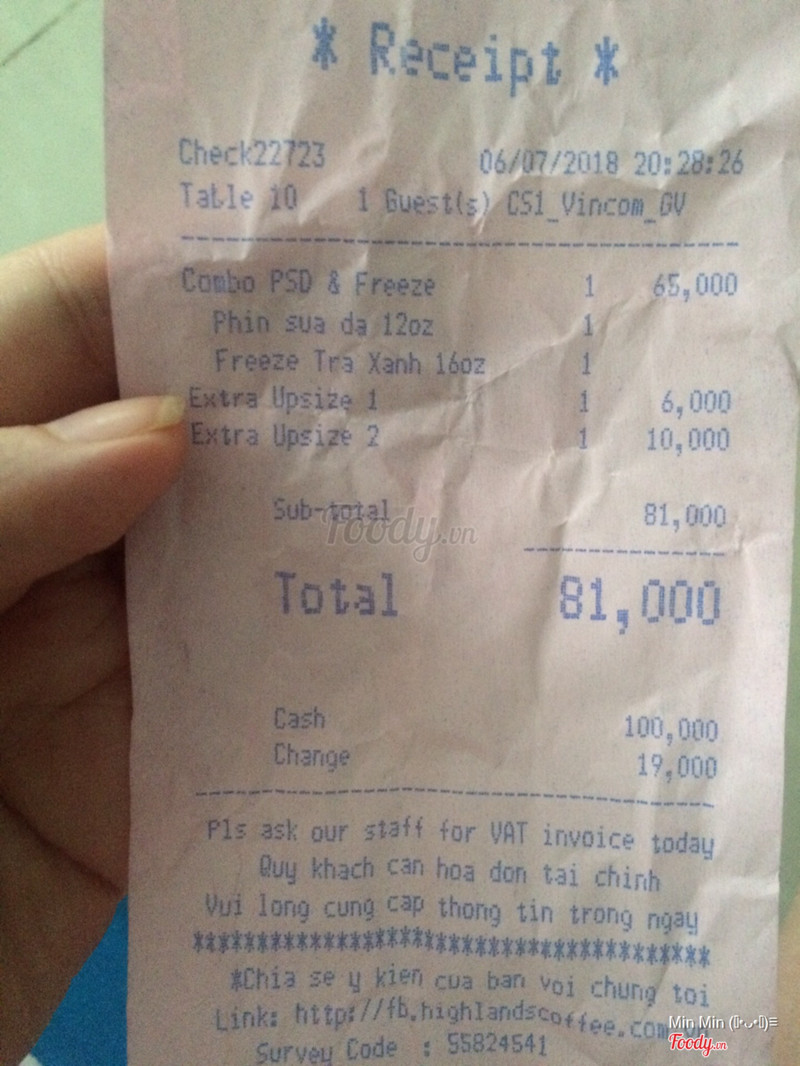 * Receipt *
Check22723 06/07/2018 20:28:26
Table 10 1 Guest(s) CS1_Vincom_GV
Combo PSD & Freeze 1 65,000
Phin sua da 12oz 1
Freeze Tra Xanh 16oz 1
Extra Upsize 1 1 6,000
Extra Upsize 2 1 10,000
Sub-total 81,000
Foody.vn
Total 81,000
Cash 100,000
Change 19,000
Pls ask our staff for VAT invoice today
Quy khach can hoa don tai chinh
Vui long cung cap thong tin trong ngay
****************************************
*Chia se y kien cua ban voi chung toi
Link: http://fb.highlandscoffee.com.vn
Min Min
Survey Code : 55824541
Foody.vn